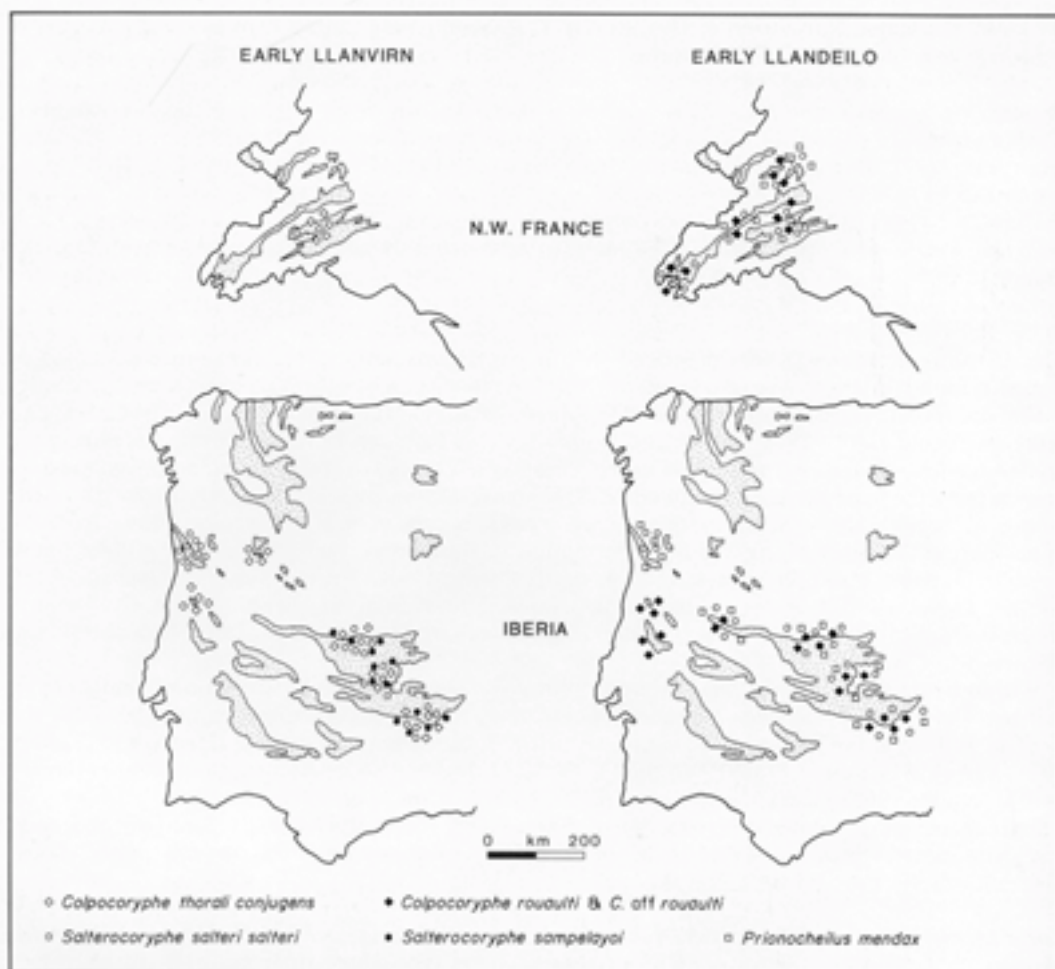 EARLY LLANVIRN
EARLY LLANDEILO
N.W. FRANCE
IBERIA
0 km 200
Colpocoryphe thorali conjugens
Colpocoryphe rouaulti & C. aff rouaulti
Salterocoryphe salteri salteri
Salterocoryphe sampelayoi
Prionocheilus mendax